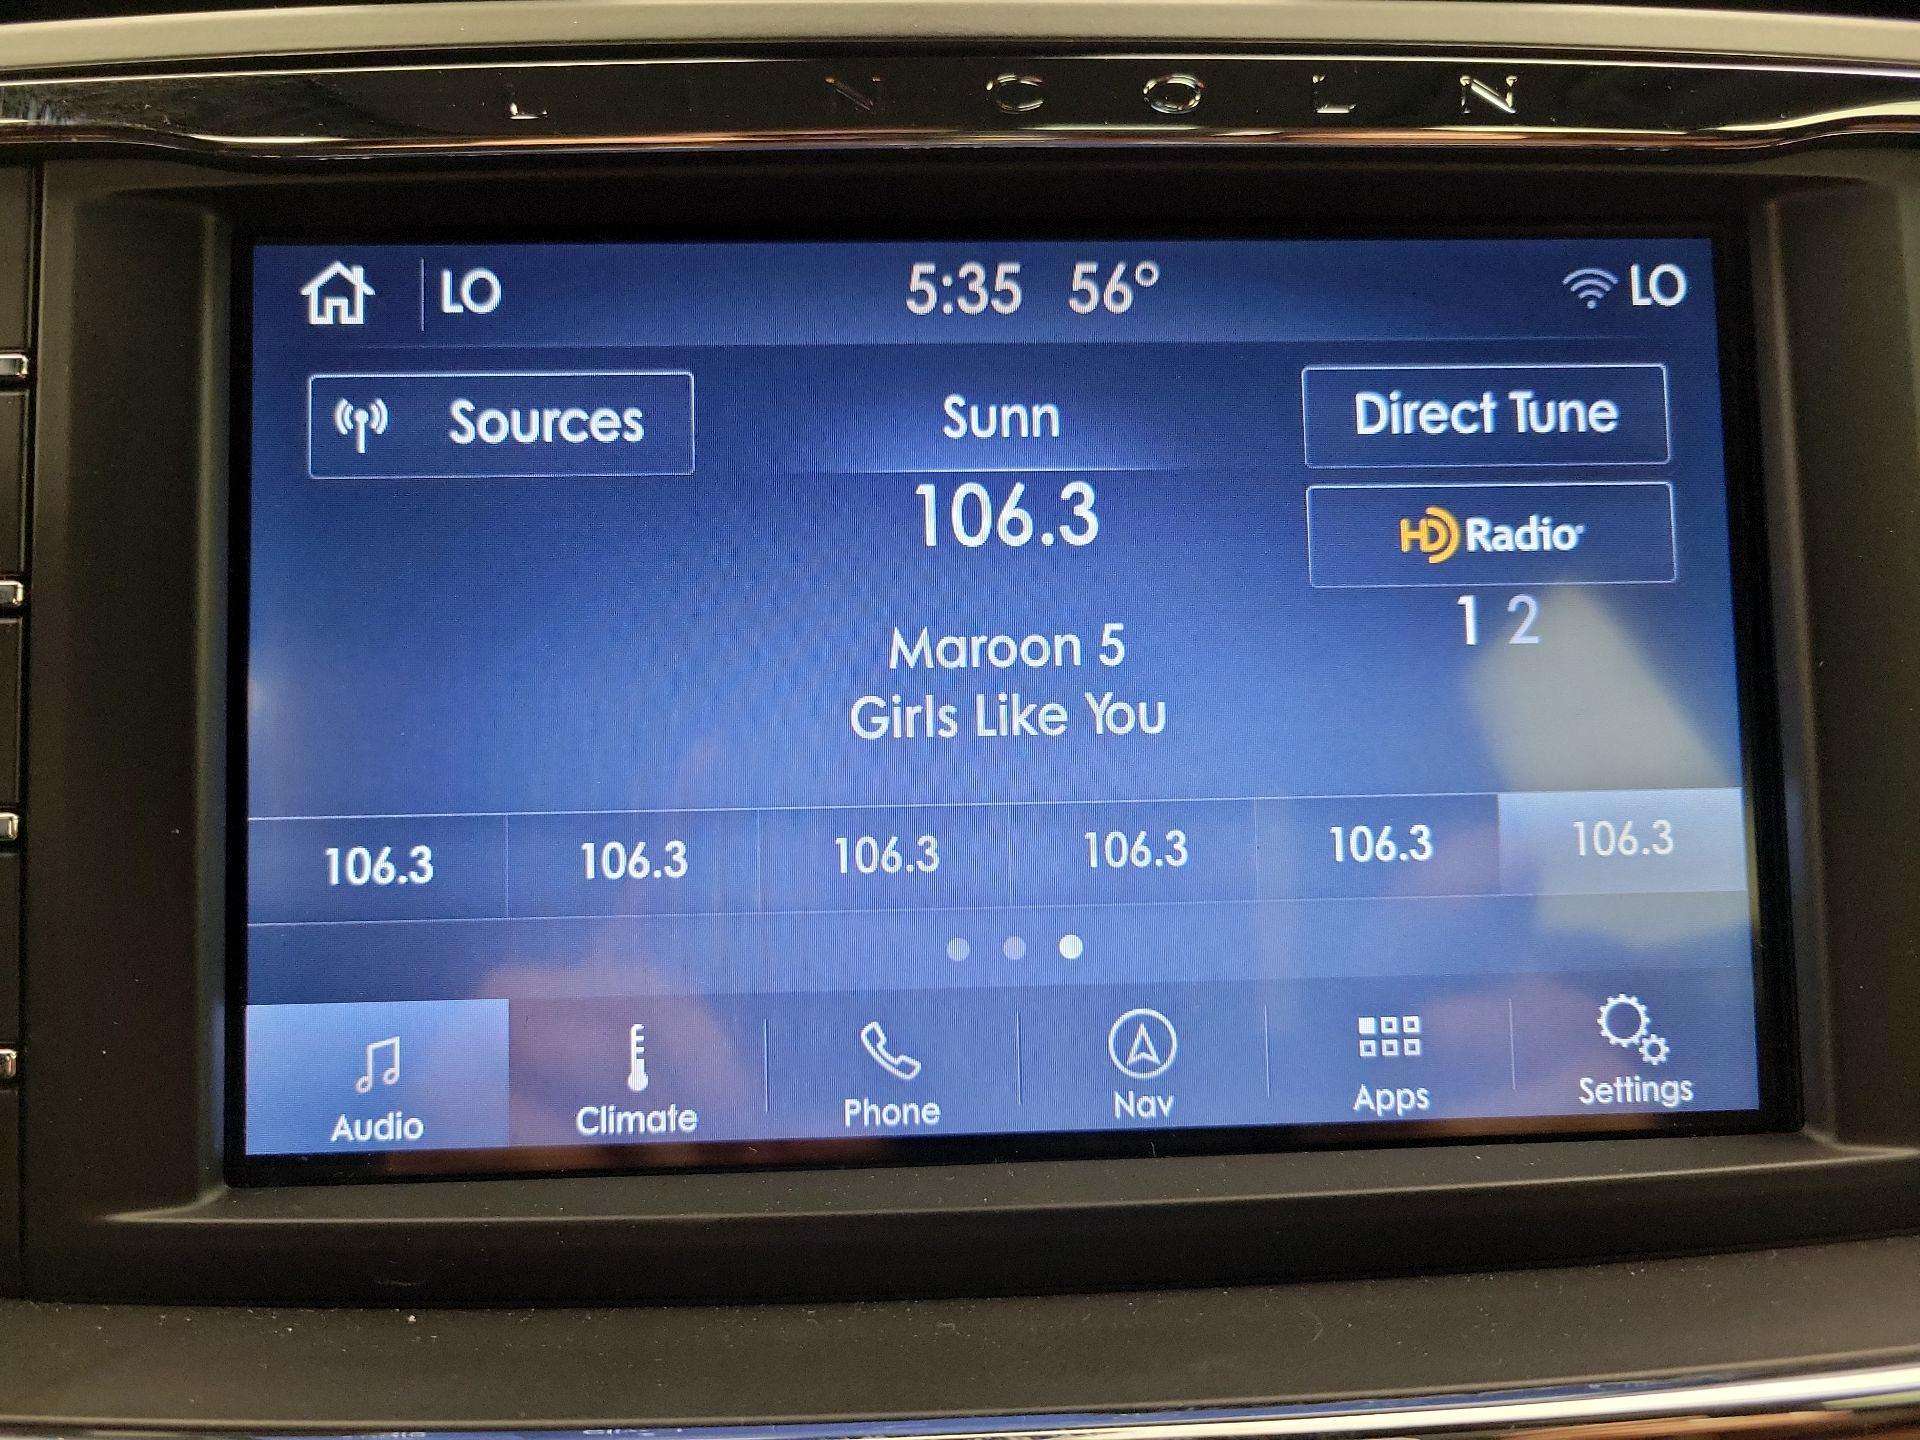 LINCOLN
LO 5:35 56° LO
Sources Sunn Direct Tune
106.3
HD Radio
1 2
Maroon 5
Girls Like You
106.3 106.3 106.3 106.3 106.3 106.3
Audio Climate Phone Nav Apps Settings